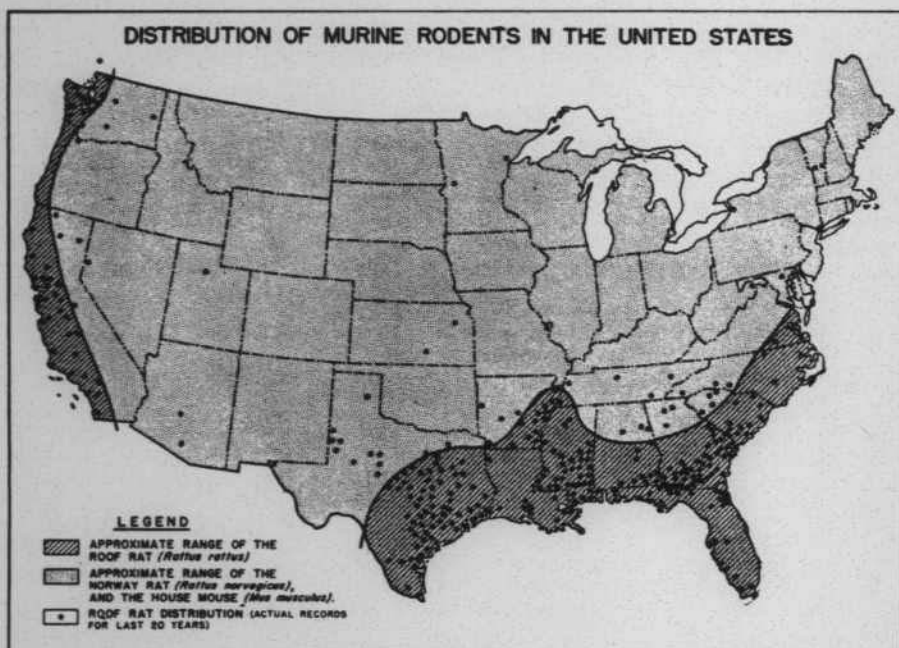 DISTRIBUTION OF MURINE RODENTS IN THE UNITED STATES
LEGEND
APPROXIMATE RANGE OF THE
ROOF RAT (Rattus rattus)
APPROXIMATE RANGE OF THE
NORWAY RAT (Rattus norvegicus),
AND THE HOUSE MOUSE (Mus musculus).
ROOF RAT DISTRIBUTION (ACTUAL RECORDS
FOR LAST 20 YEARS)